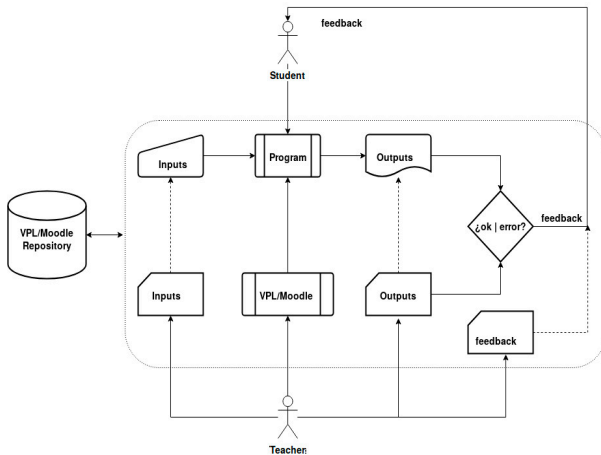 feedback
Student
Inputs
Program
Outputs
VPL/Moodle
Repository
¿ok | error?
feedback
Inputs
VPL/Moodle
Outputs
feedback
Teacher